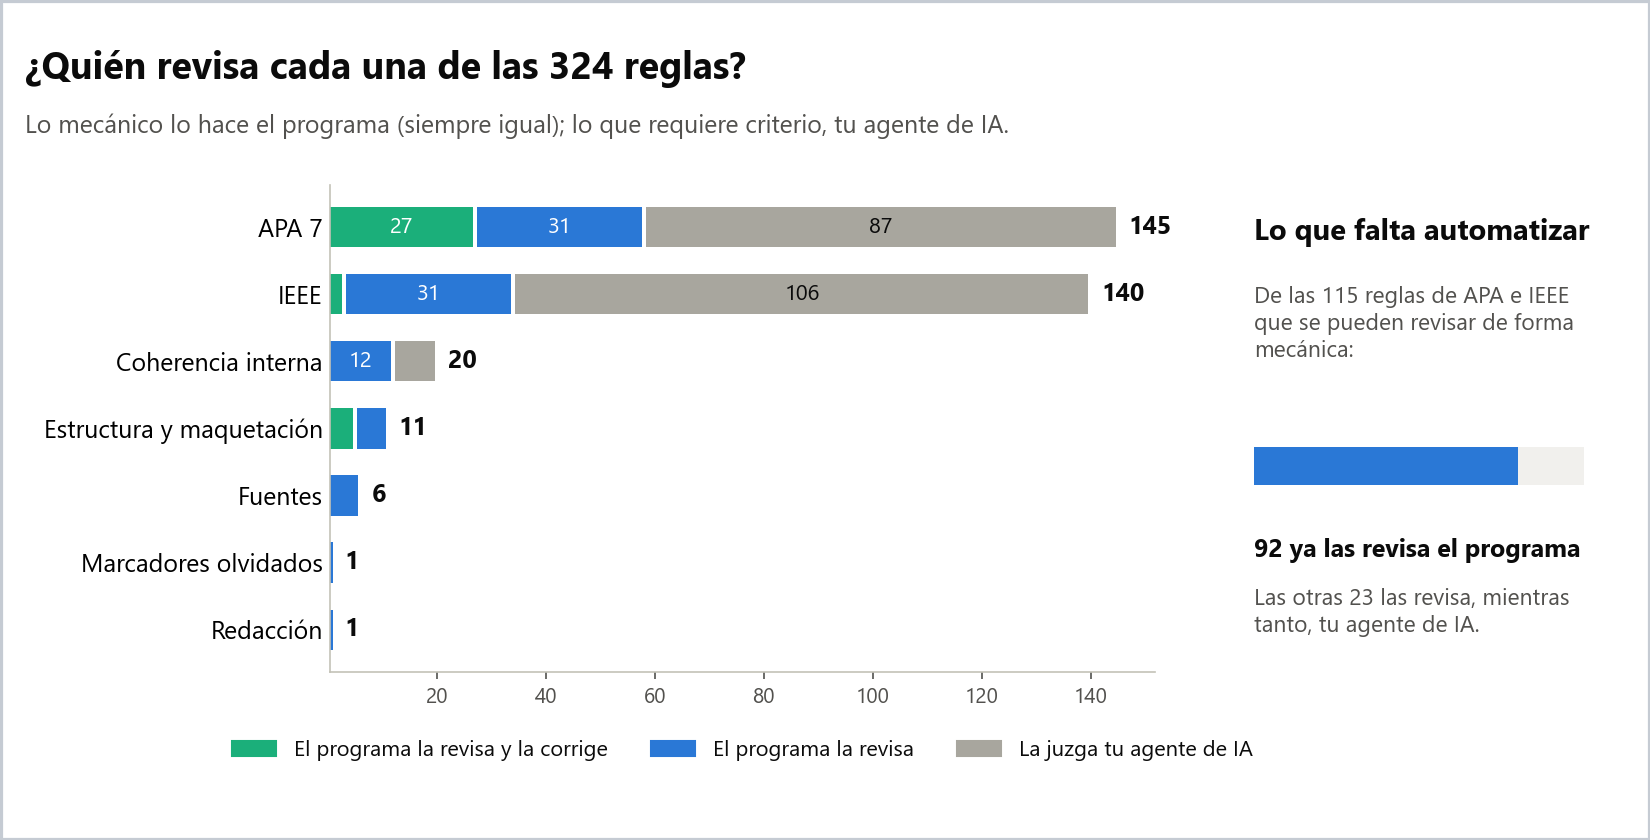 ¿Quién revisa cada una de las 324 reglas?
Lo mecánico lo hace el programa (siempre igual); lo que requiere criterio, tu agente de IA.
APA 7 27 31 87 145
IEEE 31 106 140
Coherencia interna 12 20
Estructura y maquetación 11
Fuentes 6
Marcadores olvidados 1
Redacción 1
20 40 60 80 100 120 140
El programa la revisa y la corrige El programa la revisa La juzga tu agente de IA
Lo que falta automatizar
De las 115 reglas de APA e IEEE
que se pueden revisar de forma
mecánica:
92 ya las revisa el programa
Las otras 23 las revisa, mientras
tanto, tu agente de IA.